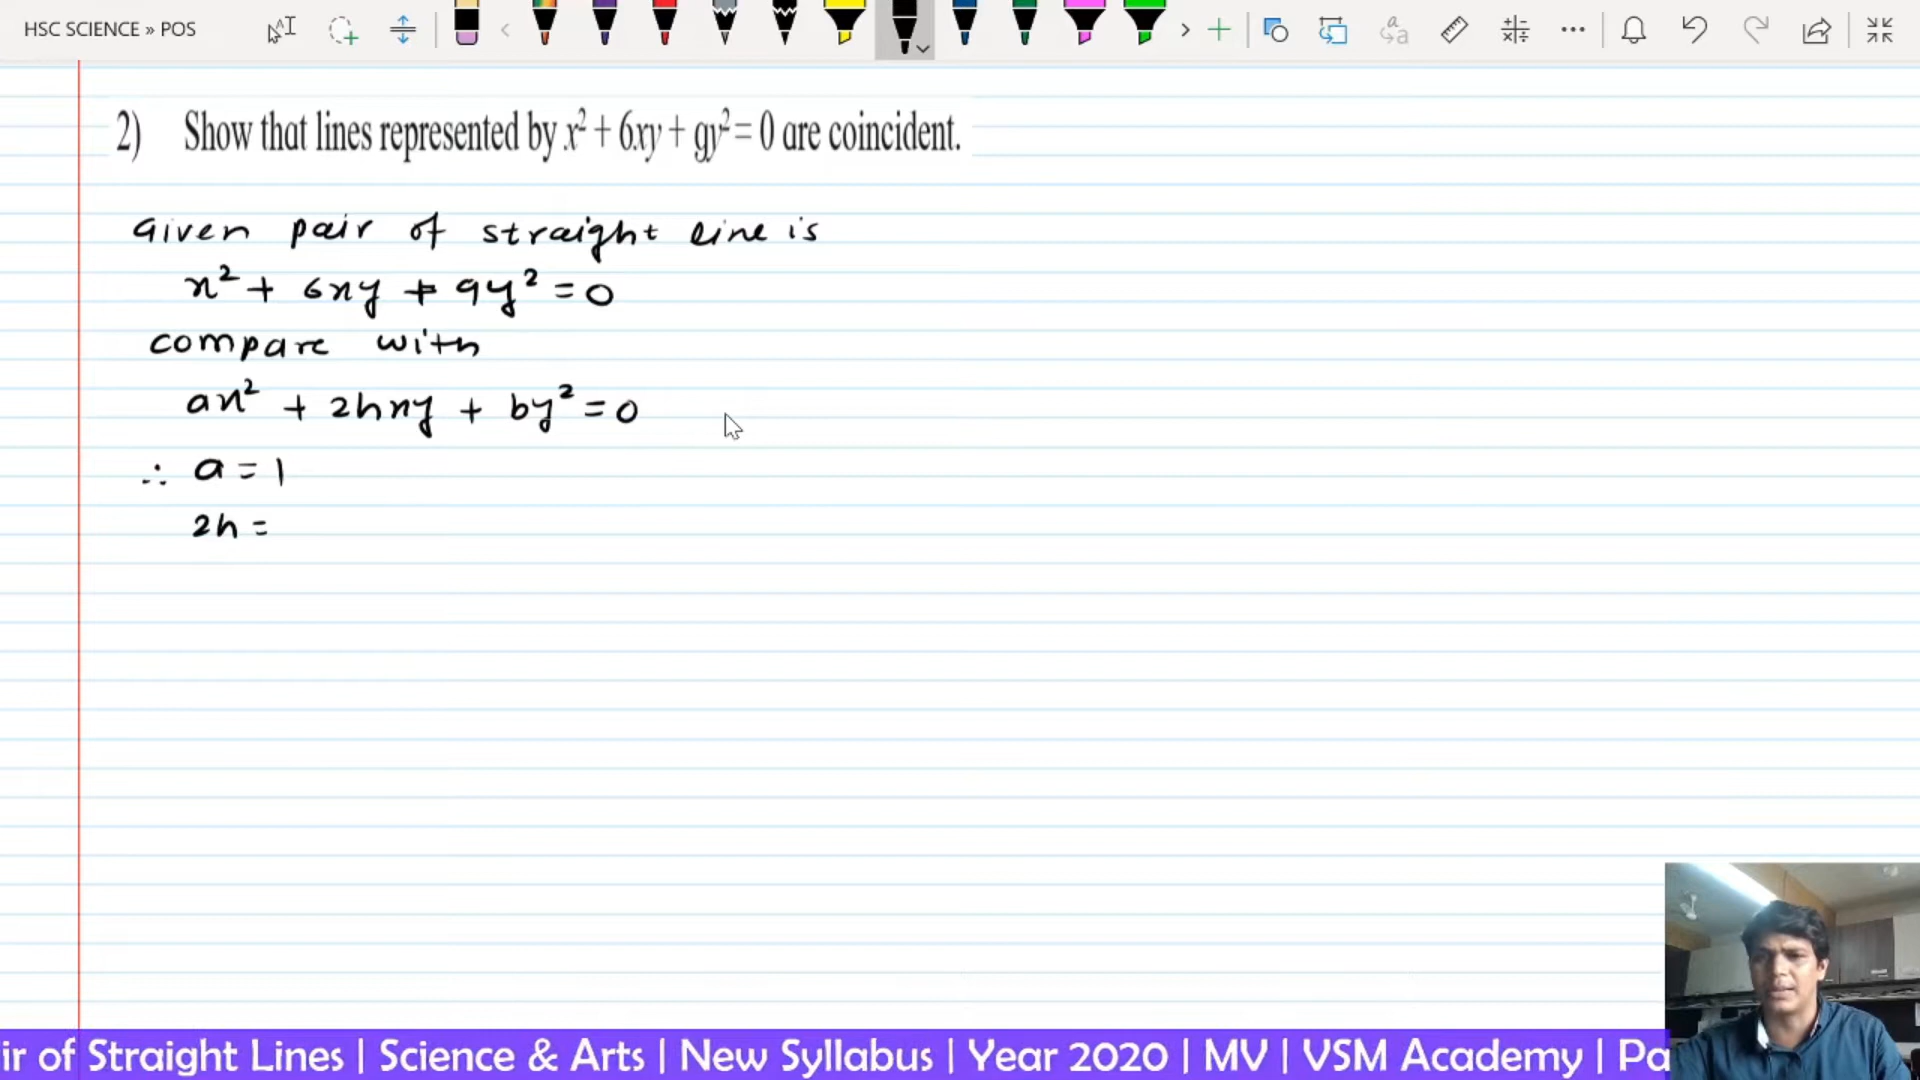 HSC SCIENCE » POS
2) Show that lines represented by x² + 6xy + gy² = 0 are coincident.
Given pair of straight line is
x² + 6xy + 9y² = 0
compare with
ax² + 2hxy + by² = 0
∴ a = 1
2h =
ir of Straight Lines | Science & Arts | New Syllabus | Year 2020 | MV | VSM Academy | Pa